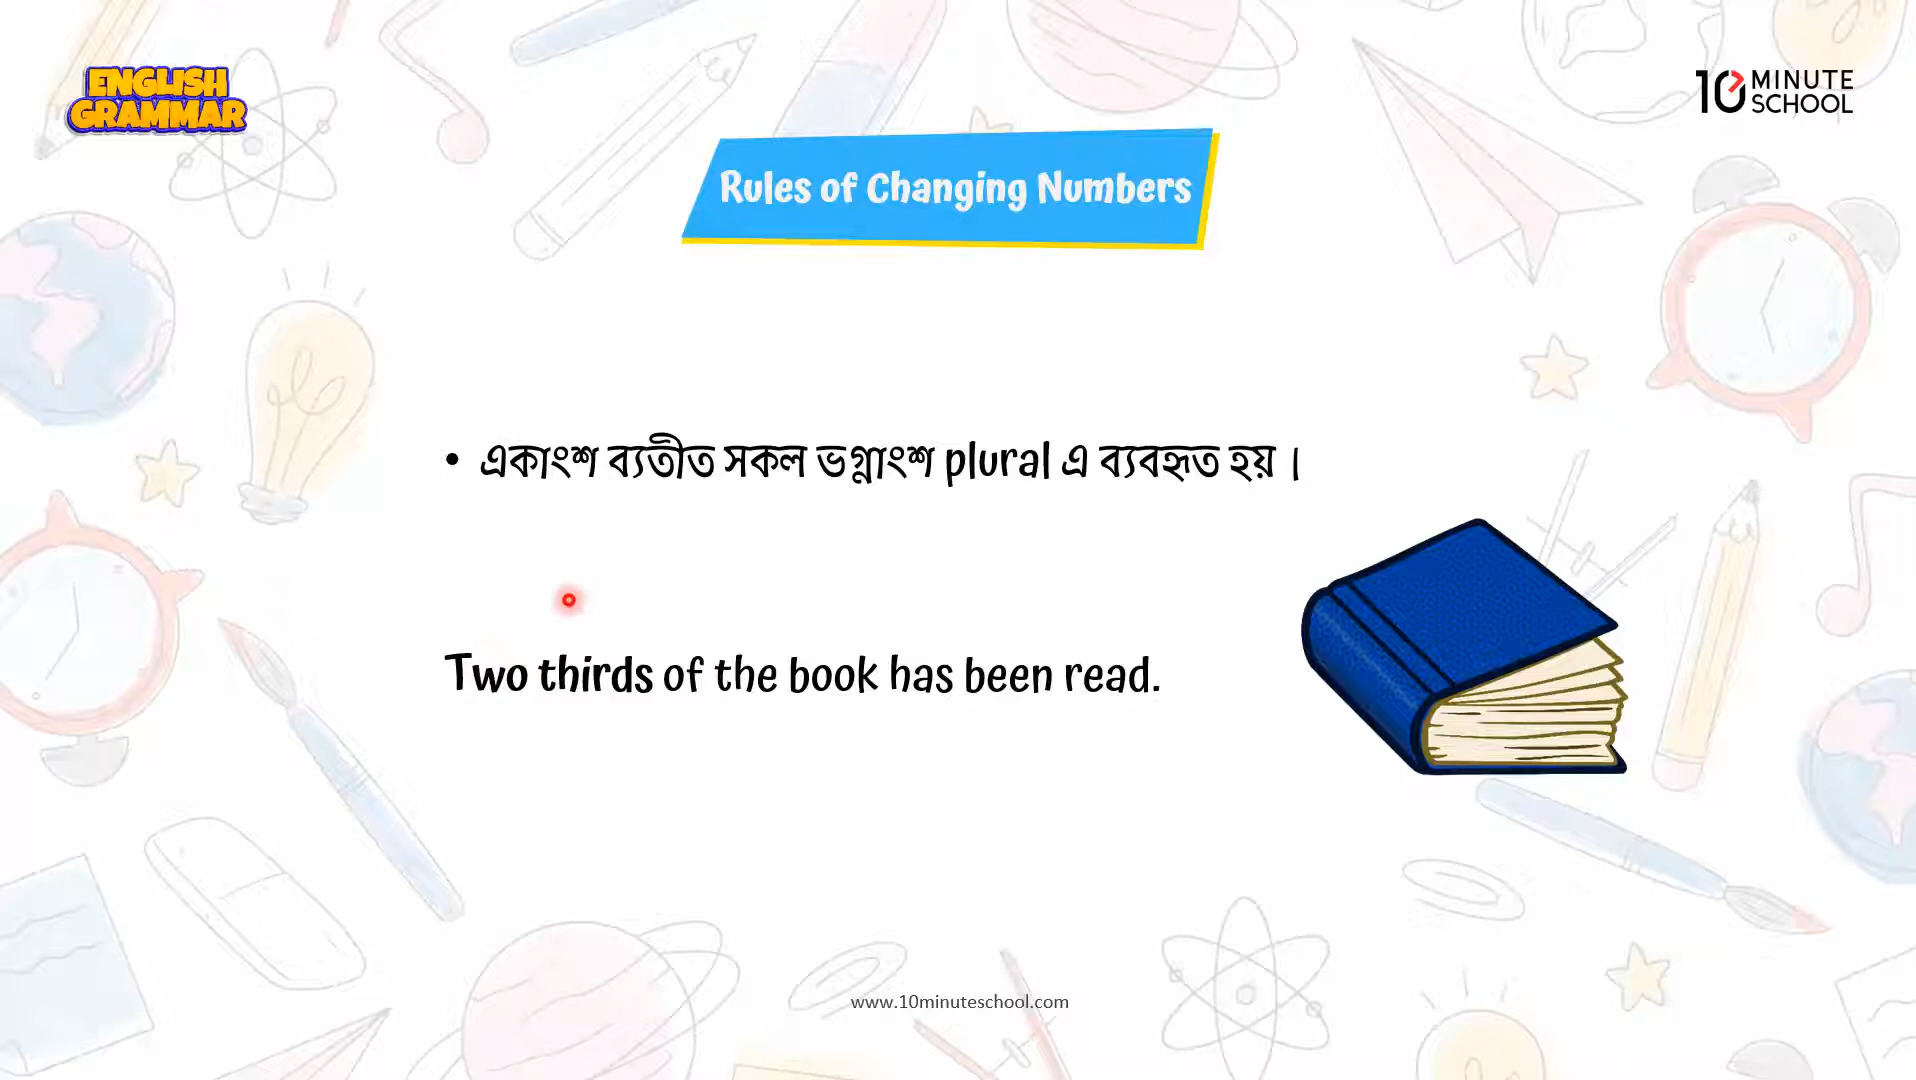 ENGLISH
GRAMMAR
10 MINUTE
SCHOOL
Rules of Changing Numbers
• একাংশ ব্যতীত সকল ভগ্নাংশ plural এ ব্যবহৃত হয় ।
Two thirds of the book has been read.
www.10minuteschool.com